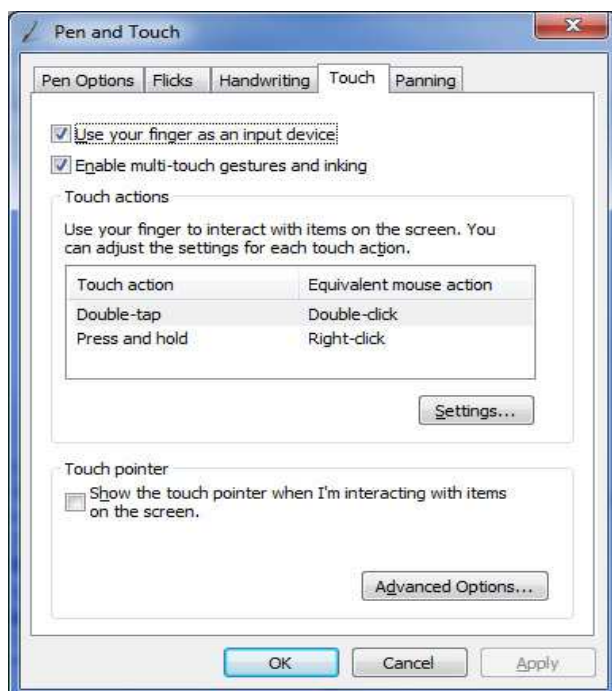 Pen and Touch
Pen Options Flicks Handwriting Touch Panning
Use your finger as an input device
Enable multi-touch gestures and inking
Touch actions
Use your finger to interact with items on the screen. You
can adjust the settings for each touch action.
Touch action Equivalent mouse action
Double-tap Double-click
Press and hold Right-click
Settings...
Touch pointer
Show the touch pointer when I'm interacting with items
on the screen.
Advanced Options...
OK Cancel Apply